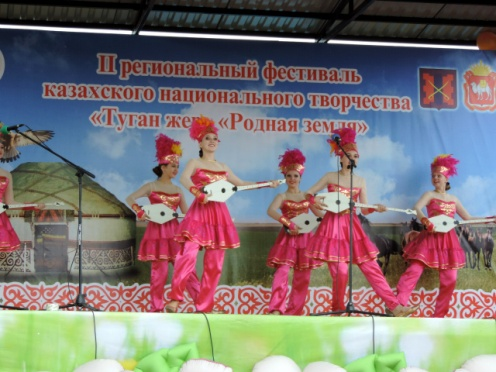 II региональный фестиваль
казахского национального творчества
«Туган жер» «Родная земля»